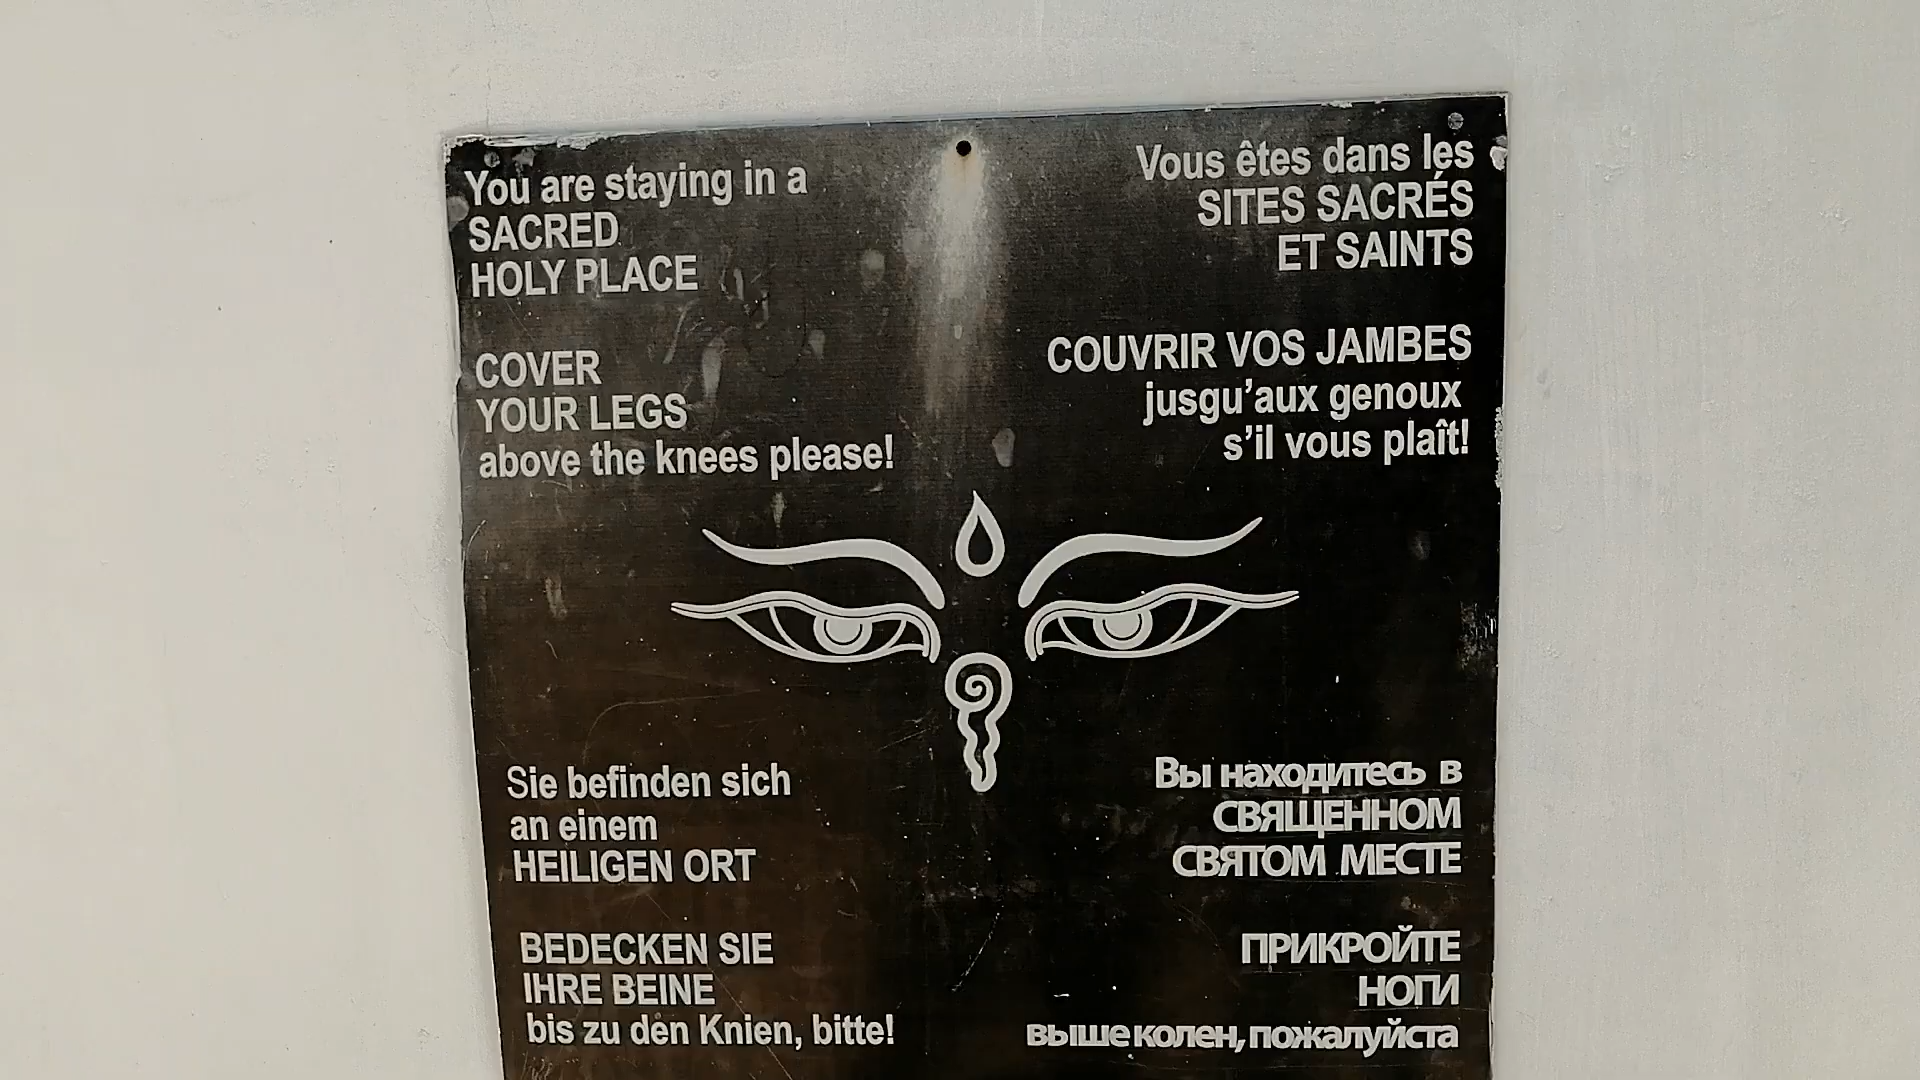 You are staying in a
SACRED
HOLY PLACE
COVER
YOUR LEGS
above the knees please!
Vous êtes dans les
SITES SACRÉS
ET SAINTS
COUVRIR VOS JAMBES
jusgu'aux genoux
s'il vous plaît!
Sie befinden sich
an einem
HEILIGEN ORT
BEDECKEN SIE
IHRE BEINE
bis zu den Knien, bitte!
Вы находитесь в
СВЯЩЕННОМ
СВЯТОМ МЕСТЕ
ПРИКРОЙТЕ
НОГИ
выше колен, пожалуйста